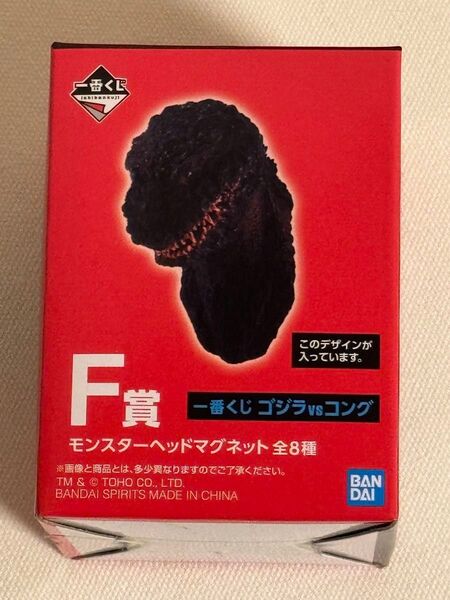 一番くじ
ICHIBANKUJI
このデザインが
入っています。
F賞
一番くじ ゴジラvsコング
モンスターヘッドマグネット 全8種
※画像と商品とは、多少異なりますのでご了承ください。
TM & © TOHO CO., LTD.
BANDAI SPIRITS MADE IN CHINA
BAN
DAI